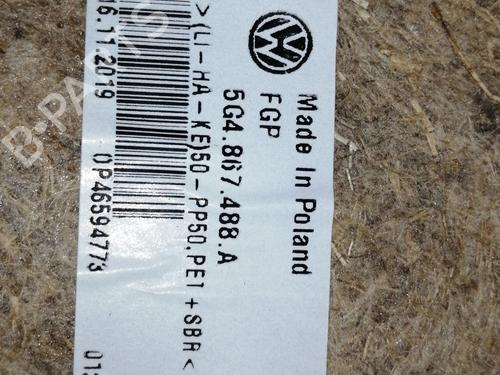 Made In Poland
FGP
5G4.867.488.A
>(LI-HA-KE)50-PP50,PET+SBR<
16.11.2019 0P46594773
B-PARTS